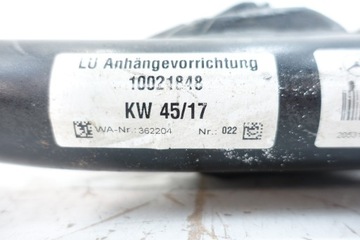 LU Anhängevorrichtung
10021848
KW 45/17
WA-Nr.: 362204 Nr.: 022